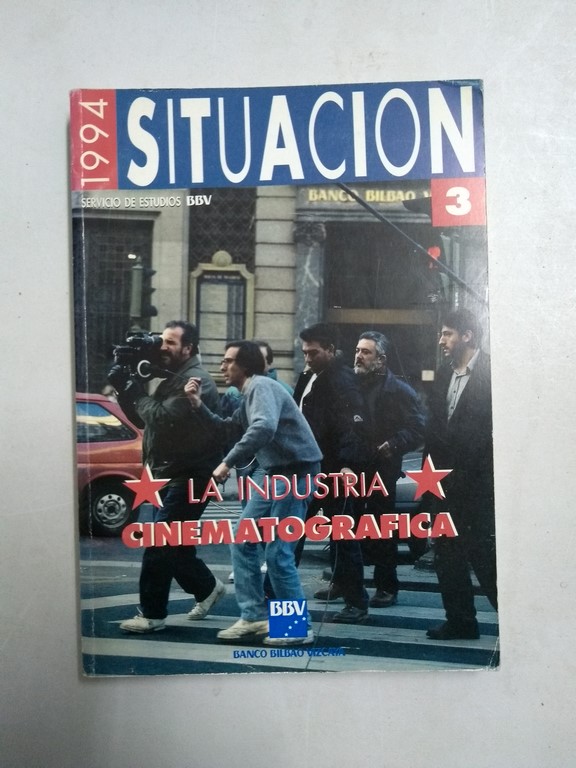 1994
SITUACION
SERVICIO DE ESTUDIOS BBV
BANCO BILBAO V
3
LA INDUSTRIA
CINEMATOGRAFICA
BBV
BANCO BILBAO VIZCAYA